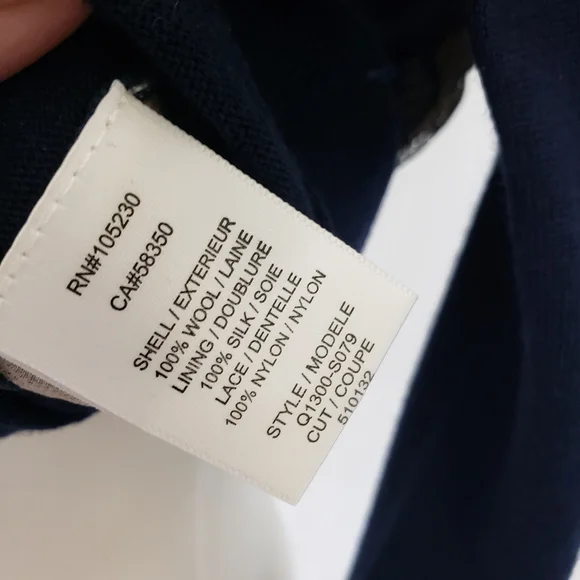 RN#105230
CA#58350
SHELL / EXTERIEUR
100% WOOL / LAINE
LINING / DOUBLURE
100% SILK / SOIE
LACE / DENTELLE
100% NYLON / NYLON
STYLE / MODELE
Q1300-S079
CUT / COUPE
510132